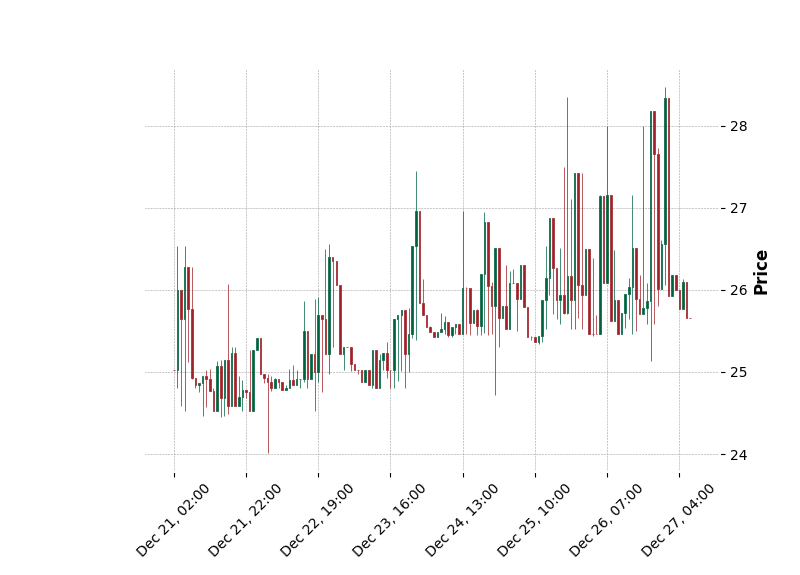 28
27
26
25
24
Price
Dec 21, 02:00
Dec 21, 22:00
Dec 22, 19:00
Dec 23, 16:00
Dec 24, 13:00
Dec 25, 10:00
Dec 26, 07:00
Dec 27, 04:00